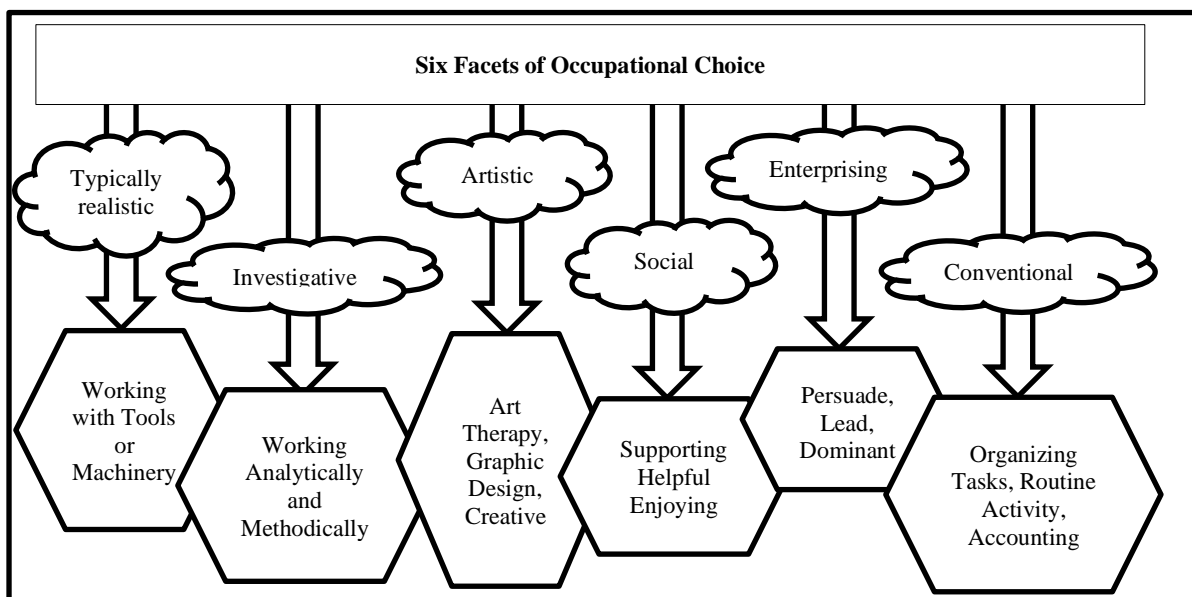 Six Facets of Occupational Choice
Typically
realistic
Investigative
Artistic
Social
Enterprising
Conventional
Working
with Tools
or
Machinery
Working
Analytically
and
Methodically
Art
Therapy,
Graphic
Design,
Creative
Supporting
Helpful
Enjoying
Persuade,
Lead,
Dominant
Organizing
Tasks, Routine
Activity,
Accounting